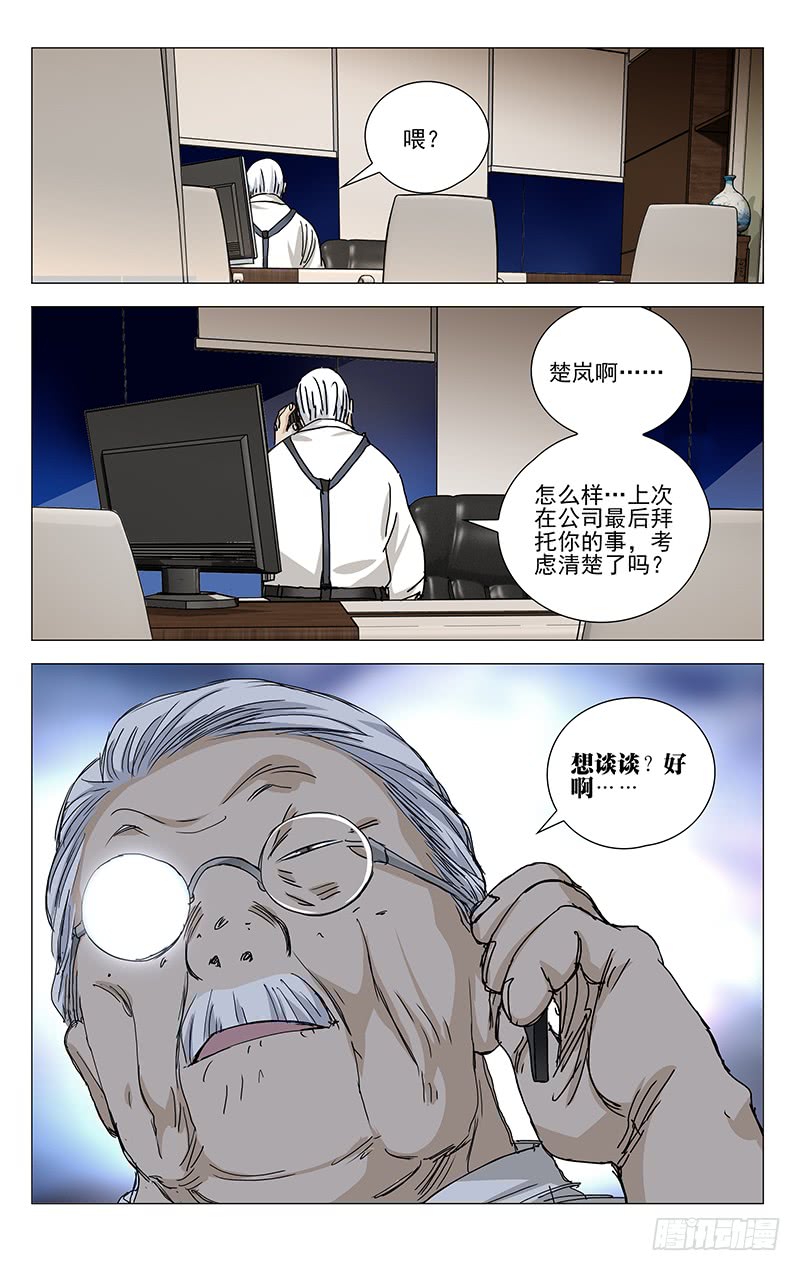 喂？
楚岚啊……
怎么样…上次
在公司最后拜
托你的事，考
虑清楚了吗？
想谈谈？好
啊……
腾讯动漫